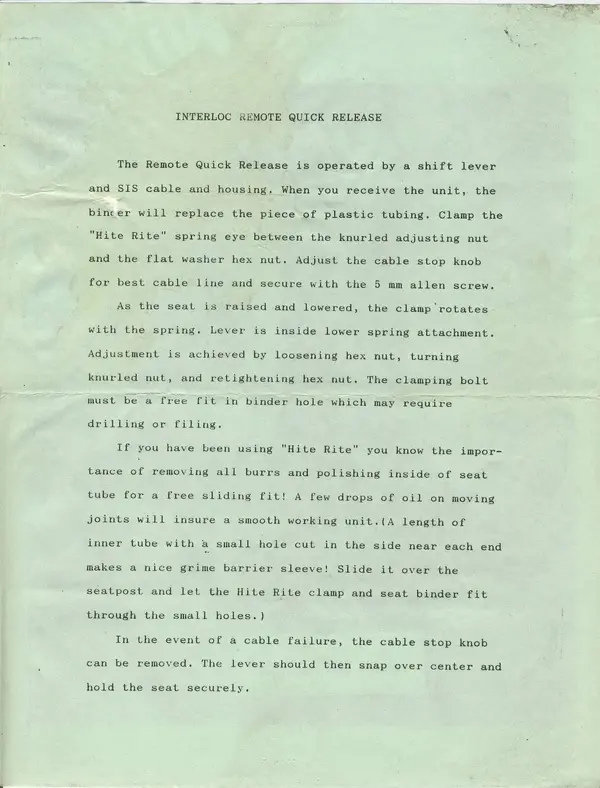 INTERLOC REMOTE QUICK RELEASE
The Remote Quick Release is operated by a shift lever
and SIS cable and housing. When you receive the unit, the
binder will replace the piece of plastic tubing. Clamp the
"Hite Rite" spring eye between the knurled adjusting nut
and the flat washer hex nut. Adjust the cable stop knob
for best cable line and secure with the 5 mm allen screw.
As the seat is raised and lowered, the clamp rotates
with the spring. Lever is inside lower spring attachment.
Adjustment is achieved by loosening hex nut, turning
knurled nut, and retightening hex nut. The clamping bolt
must be a free fit in binder hole which may require
drilling or filing.
If you have been using "Hite Rite" you know the impor-
tance of removing all burrs and polishing inside of seat
tube for a free sliding fit! A few drops of oil on moving
joints will insure a smooth working unit.(A length of
inner tube with a small hole cut in the side near each end
makes a nice grime barrier sleeve! Slide it over the
seatpost and let the Hite Rite clamp and seat binder fit
through the small holes.)
In the event of a cable failure, the cable stop knob
can be removed. The lever should then snap over center and
hold the seat securely.